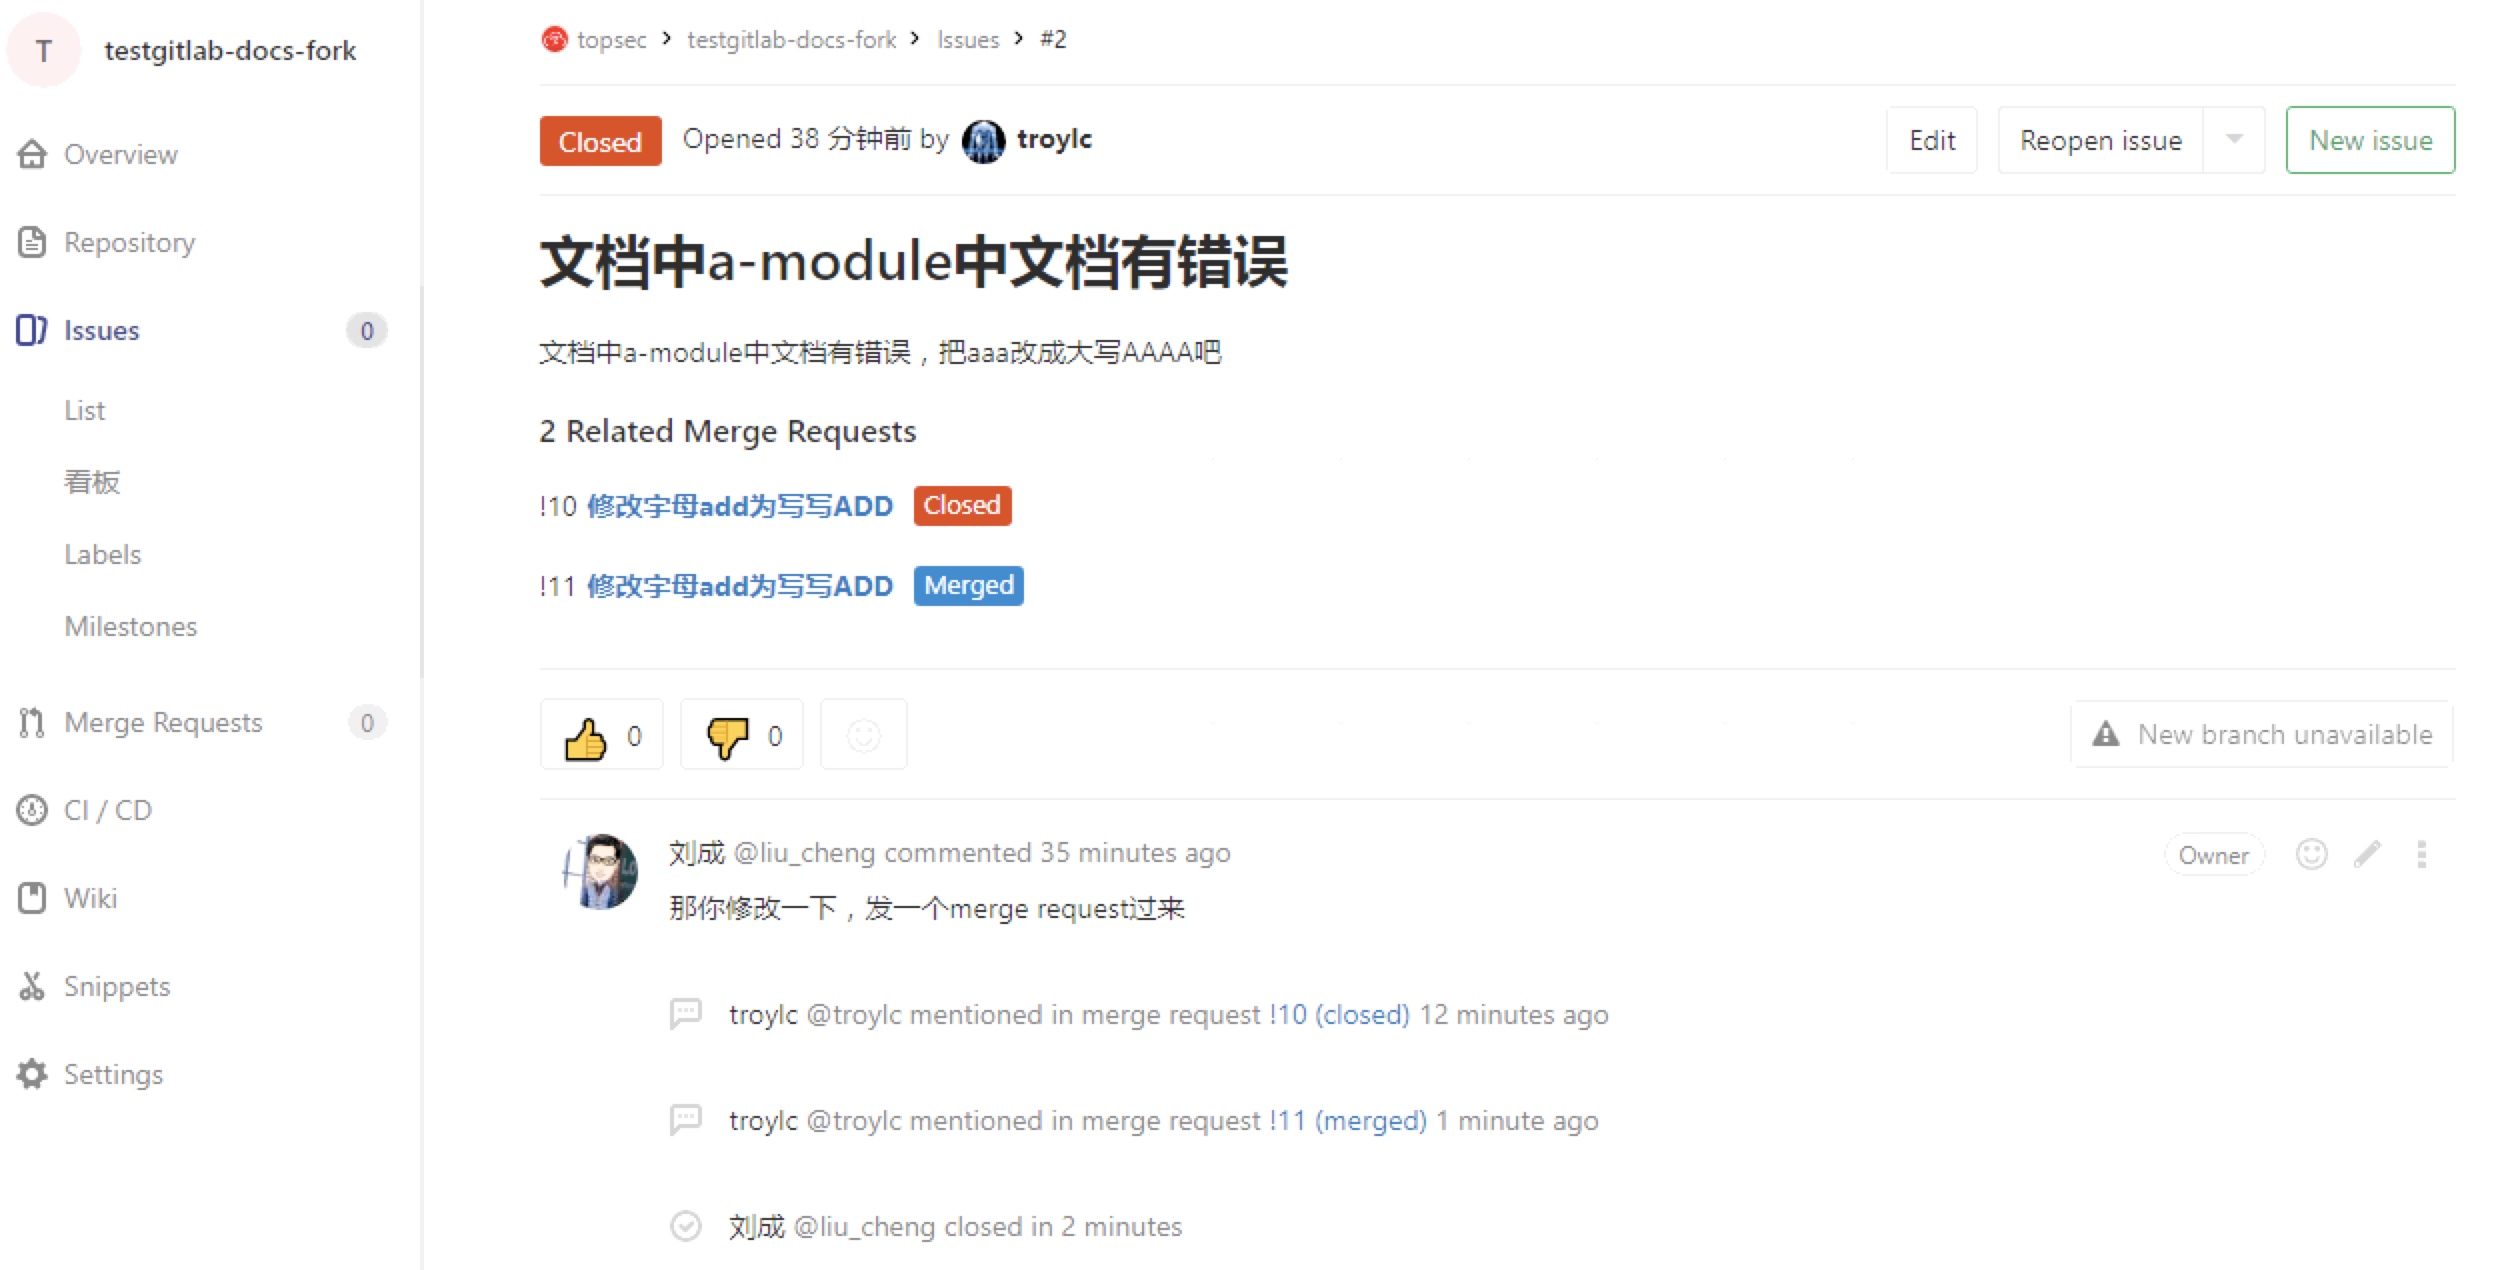 T testgitlab-docs-fork
Overview
Repository
Issues 0
List
看板
Labels
Milestones
Merge Requests 0
CI / CD
Wiki
Snippets
Settings
topsec > testgitlab-docs-fork > Issues > #2
Closed Opened 38 分钟前 by troylc Edit Reopen issue New issue
文档中a-module中文档有错误
文档中a-module中文档有错误，把aaa改成大写AAAA吧
2 Related Merge Requests
!10 修改字母add为写写ADD Closed
!11 修改字母add为写写ADD Merged
0 0 New branch unavailable
刘成 @liu_cheng commented 35 minutes ago Owner
那你修改一下，发一个merge request过来
troylc @troylc mentioned in merge request !10 (closed) 12 minutes ago
troylc @troylc mentioned in merge request !11 (merged) 1 minute ago
刘成 @liu_cheng closed in 2 minutes